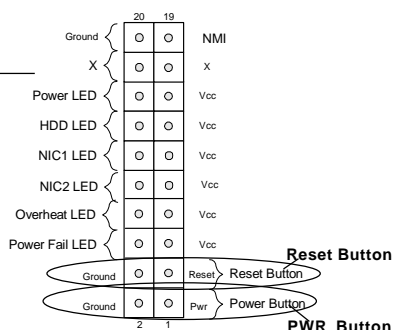 20 19
Ground NMI
X X
Power LED Vcc
HDD LED Vcc
NIC1 LED Vcc
NIC2 LED Vcc
Overheat LED Vcc
Power Fail LED Vcc
Reset Button
Ground Reset Reset Button
Ground Pwr Power Button
2 1
PWR Button